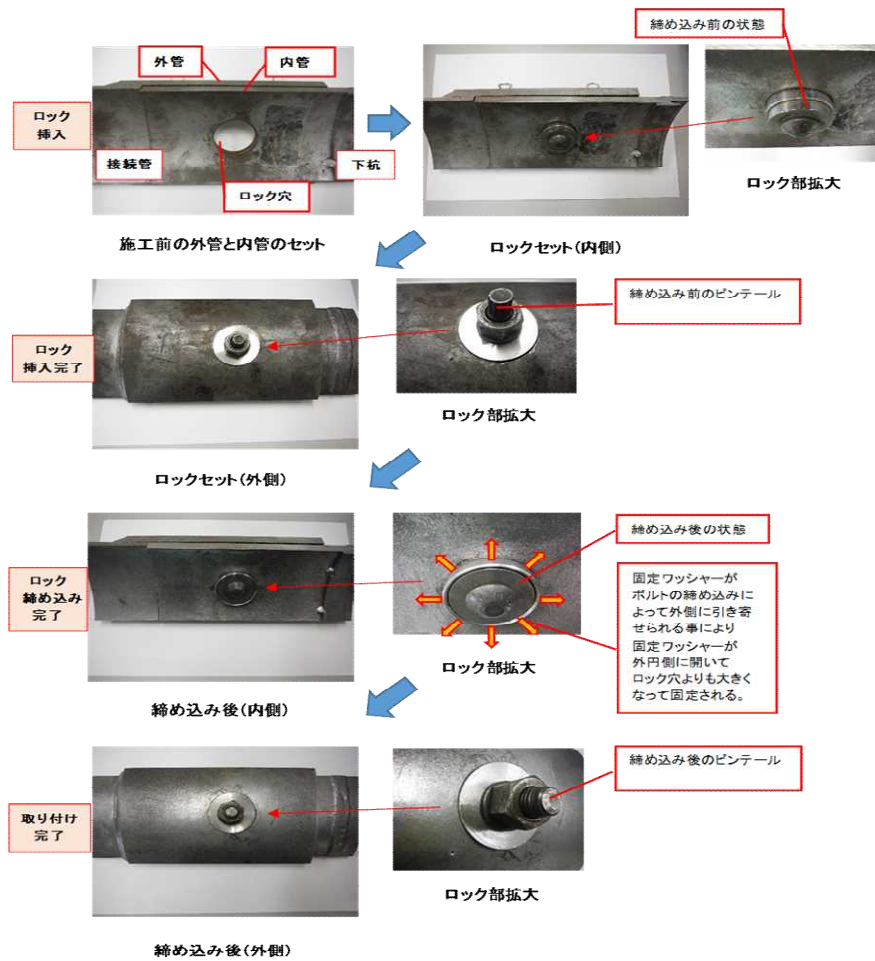 締め込み前の状態
外管
内管
ロック
挿入
接続管
下杭
ロック穴
ロック部拡大
施工前の外管と内管のセット
ロックセット(内側)
締め込み前のピンテール
ロック
挿入完了
ロック部拡大
ロックセット(外側)
締め込み後の状態
ロック
締め込み
完了
固定ワッシャーが
ボルトの締め込みに
よって外側に引き寄
せられる事により
固定ワッシャーが
外円側に開いて
ロック穴よりも大きく
なって固定される。
ロック部拡大
締め込み後(内側)
締め込み後のピンテール
取り付け
完了
ロック部拡大
締め込み後(外側)